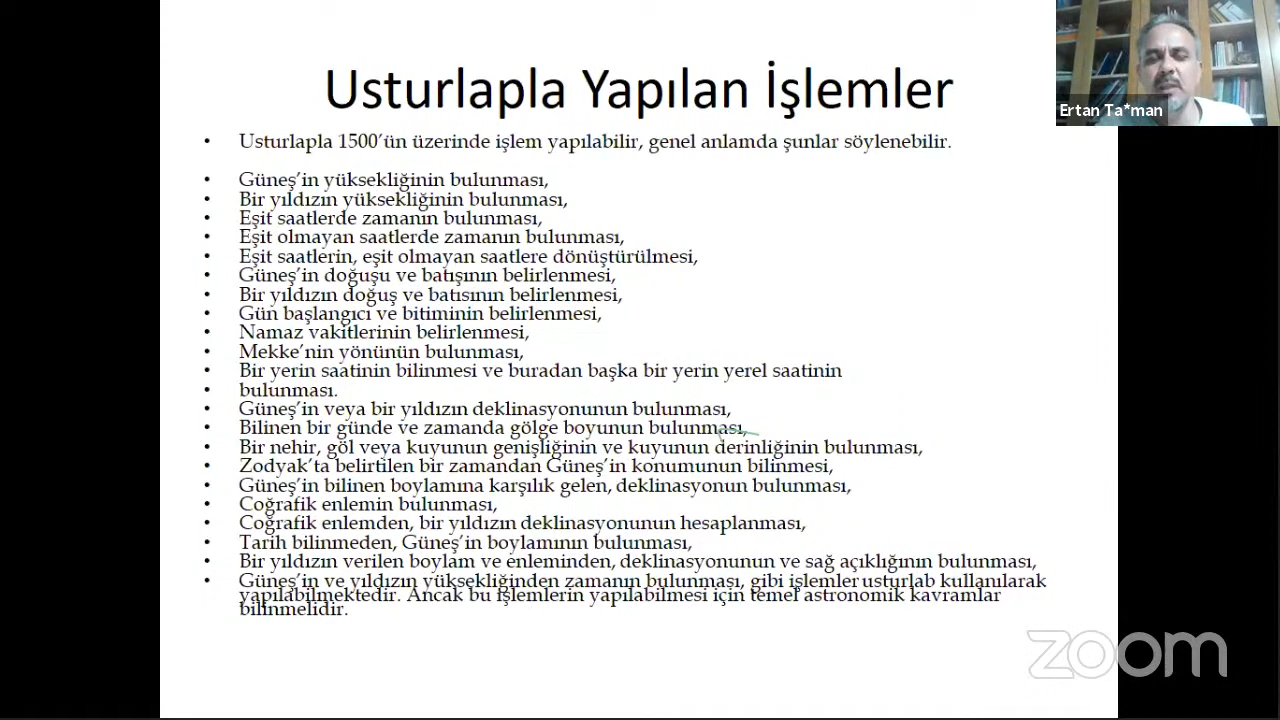 Usturlapla Yapılan İşlemler
Ertan Ta*man
• Usturlapla 1500’ün üzerinde işlem yapılabilir, genel anlamda şunlar söylenebilir.
• Güneş’in yüksekliğinin bulunması,
• Bir yıldızın yüksekliğinin bulunması,
• Eşit saatlerde zamanın bulunması,
• Eşit olmayan saatlerde zamanın bulunması,
• Eşit saatlerin, eşit olmayan saatlere dönüştürülmesi,
• Güneş’in doğuşu ve batışının belirlenmesi,
• Bir yıldızın doğuş ve batısının belirlenmesi,
• Gün başlangıcı ve bitiminin belirlenmesi,
• Namaz vakitlerinin belirlenmesi,
• Mekke’nin yönünün bulunması,
• Bir yerin saatinin bilinmesi ve buradan başka bir yerin yerel saatinin
• bulunması.
• Güneş’in veya bir yıldızın deklinasyonunun bulunması,
• Bilinen bir günde ve zamanda gölge boyunun bulunması,
• Bir nehir, göl veya kuyunun genişliğinin ve kuyunun derinliğinin bulunması,
• Zodyak’ta belirtilen bir zamandan Güneş’in konumunun bilinmesi,
• Güneş’in bilinen boylamına karşılık gelen, deklinasyonun bulunması,
• Coğrafik enlemin bulunması,
• Coğrafik enlemden, bir yıldızın deklinasyonunun hesaplanması,
• Tarih bilinmeden, Güneş’in boylamının bulunması,
• Bir yıldızın verilen boylam ve enleminden, deklinasyonunun ve sağ açıklığının bulunması,
• Güneş’in ve yıldızın yüksekliğinden zamanın bulunması, gibi işlemler usturlab kullanılarak
yapılabilmektedir. Ancak bu işlemlerin yapılabilmesi için temel astronomik kavramlar
bilinmelidir.
zoom